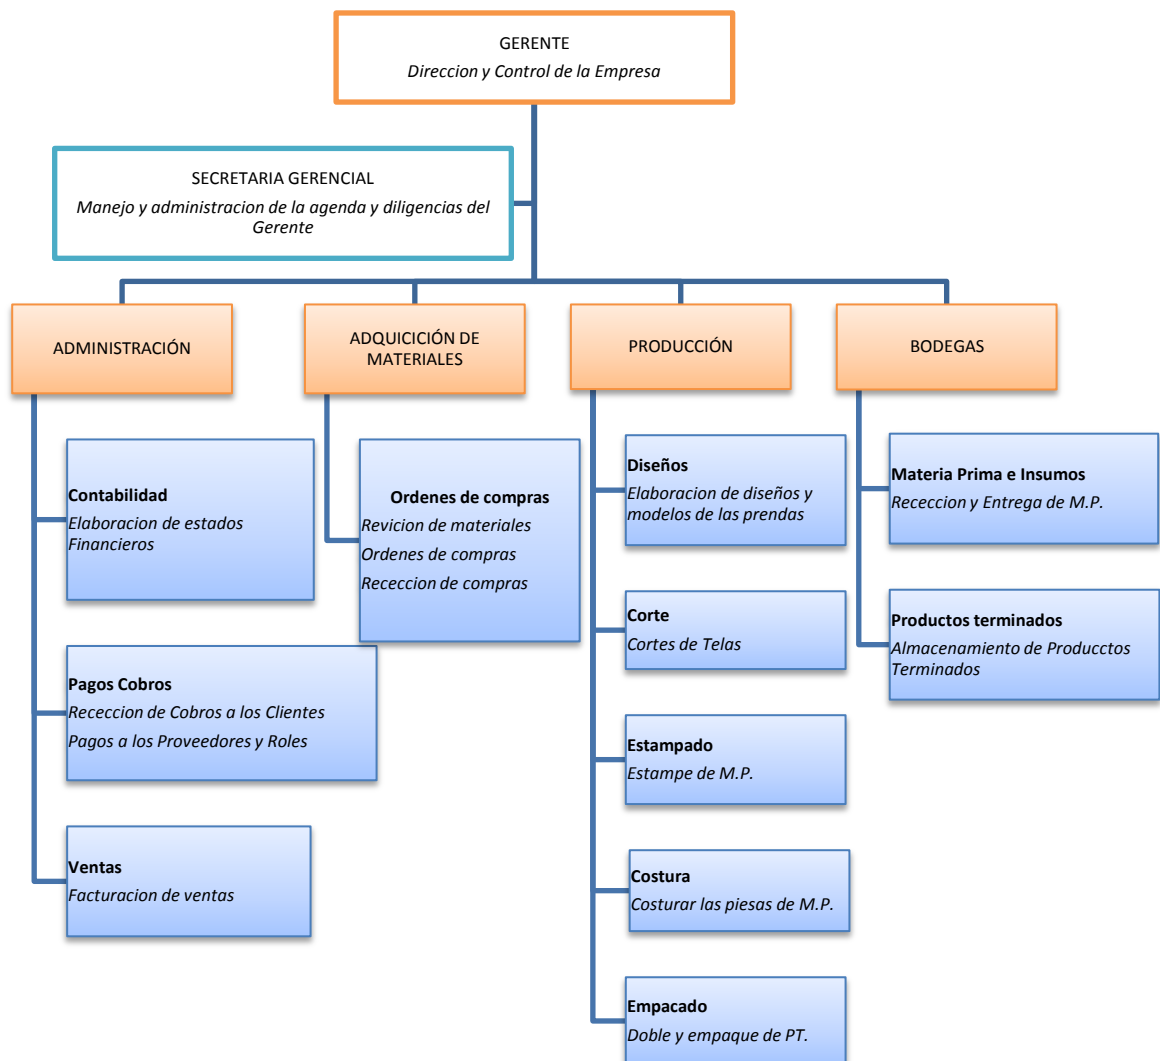 GERENTE
Direccion y Control de la Empresa
SECRETARIA GERENCIAL
Manejo y administracion de la agenda y diligencias del
Gerente
ADMINISTRACIÓN
Contabilidad
Elaboracion de estados
Financieros
Pagos Cobros
Receccion de Cobros a los Clientes
Pagos a los Proveedores y Roles
Ventas
Facturacion de ventas
ADQUICICIÓN DE
MATERIALES
Ordenes de compras
Revicion de materiales
Ordenes de compras
Receccion de compras
PRODUCCIÓN
Diseños
Elaboracion de diseños y
modelos de las prendas
Corte
Cortes de Telas
Estampado
Estampe de M.P.
Costura
Costurar las piesas de M.P.
Empacado
Doble y empaque de PT.
BODEGAS
Materia Prima e Insumos
Receccion y Entrega de M.P.
Productos terminados
Almacenamiento de Producctos
Terminados